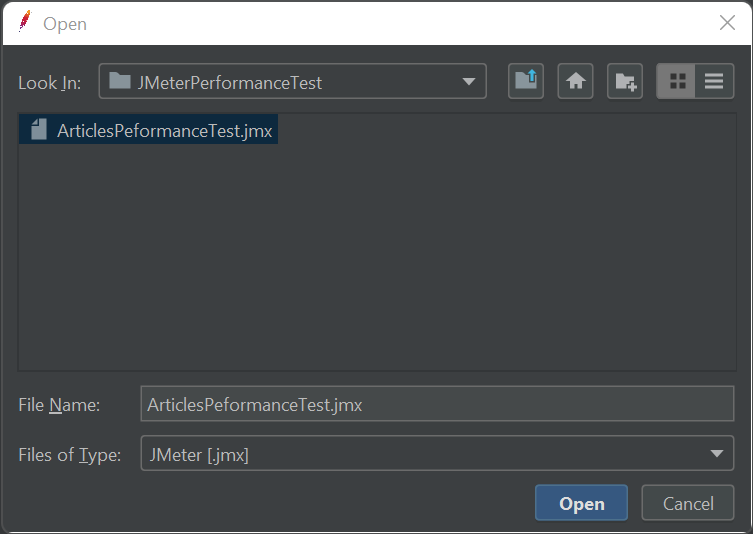 Open
Look In: JMeterPerformanceTest
ArticlesPeformanceTest.jmx
File Name: ArticlesPeformanceTest.jmx
Files of Type: JMeter [.jmx]
Open Cancel